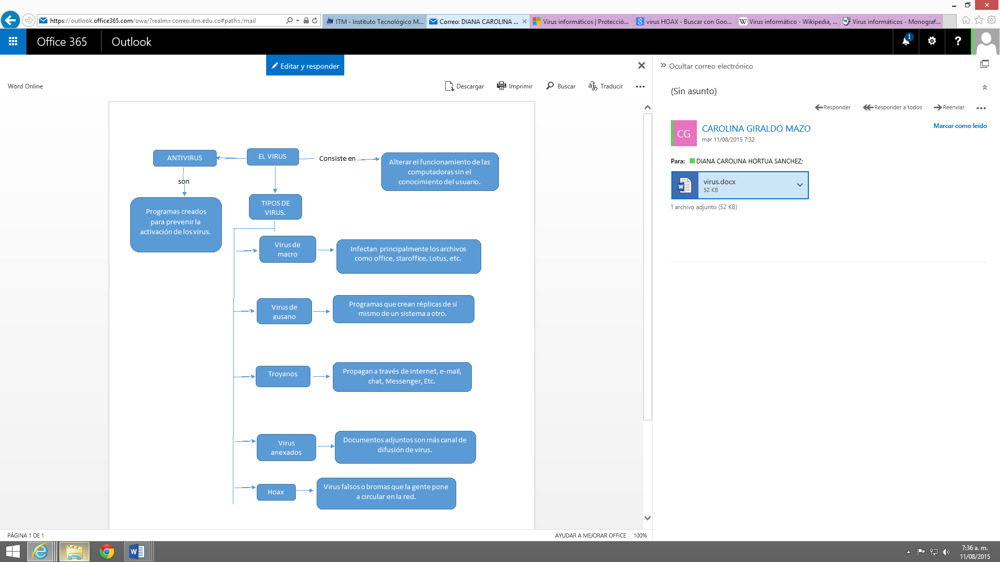 https://outlook.office365.com/owa/?realm=correo.itm.edu.co#path=/mail
ITM - Instituto Tecnológico M...
Correo: DIANA CAROLINA ...
Virus informáticos | Protecció...
virus HOAX - Buscar con Goo...
Virus informático - Wikipedia, ...
Virus informáticos - Monograf...
Office 365
Outlook
1
?
Editar y responder
Word Online
Descargar
Imprimir
Buscar
Traducir
ANTIVIRUS
EL VIRUS
Consiste en
Alterar el funcionamiento de las
computadoras sin el
conocimiento del usuario.
son
Programas creados
para prevenir la
activación de los virus.
TIPOS DE
VIRUS.
Virus de
macro
Infectan principalmente los archivos
como office, staroffice, Lotus, etc.
Virus de
gusano
Programas que crean réplicas de sí
mismo de un sistema a otro.
Troyanos
Propagan a través de internet, e-mail,
chat, Messenger, Etc.
Virus
anexados
Documentos adjuntos son más canal de
difusión de virus.
Hoax
Virus falsos o bromas que la gente pone
a circular en la red.
PÁGINA 1 DE 1
AYUDAR A MEJORAR OFFICE
100%
Ocultar correo electrónico
(Sin asunto)
Responder
Responder a todos
Reenviar
CG
CAROLINA GIRALDO MAZO
mar 11/08/2015 7:32
Marcar como leído
Para: DIANA CAROLINA HORTUA SANCHEZ;
virus.docx
52 KB
1 archivo adjunto (52 KB)
7:36 a. m.
11/08/2015